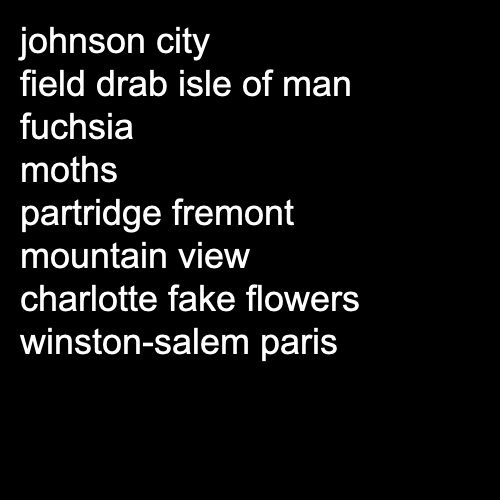 johnson city
field drab isle of man
fuchsia
moths
partridge fremont
mountain view
charlotte fake flowers
winston-salem paris